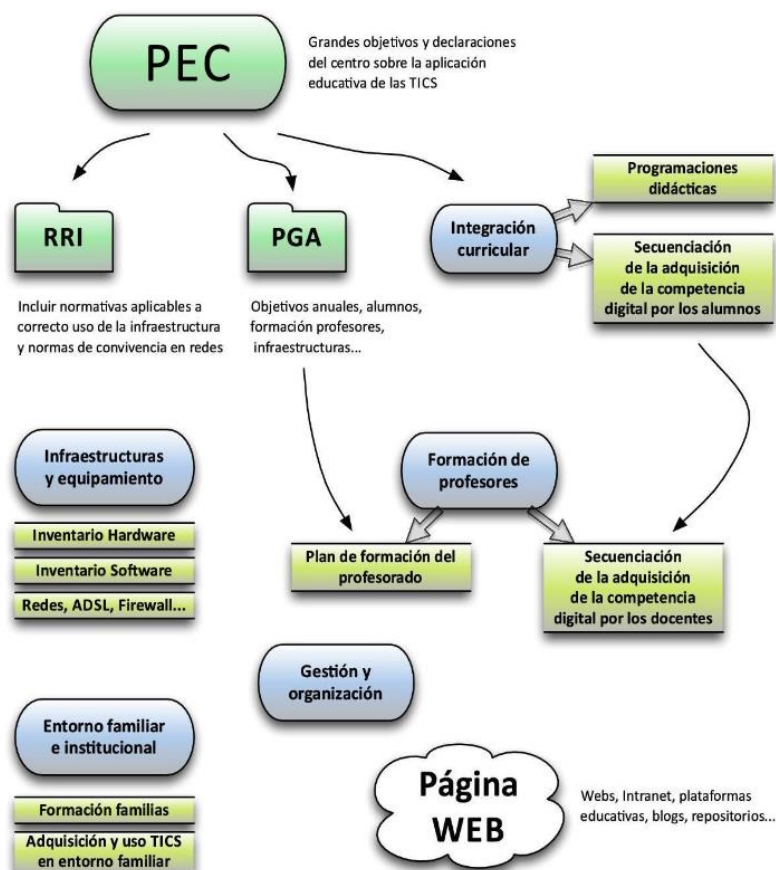 PEC
Grandes objetivos y declaraciones
del centro sobre la aplicación
educativa de las TICS
RRI
PGA
Integración
curricular
Programaciones
didácticas
Secuenciación
de la adquisición
de la competencia
digital por los alumnos
Incluir normativas aplicables a
correcto uso de la infraestructura
y normas de convivencia en redes
Objetivos anuales, alumnos,
formación profesores,
infraestructuras...
Infraestructuras
y equipamiento
Inventario Hardware
Inventario Software
Redes, ADSL, Firewall...
Formación de
profesores
Plan de formación del
profesorado
Secuenciación
de la adquisición
de la competencia
digital por los docentes
Gestión y
organización
Entorno familiar
e institucional
Formación familias
Adquisición y uso TICS
en entorno familiar
Página
WEB
Webs, Intranet, plataformas
educativas, blogs, repositorios...